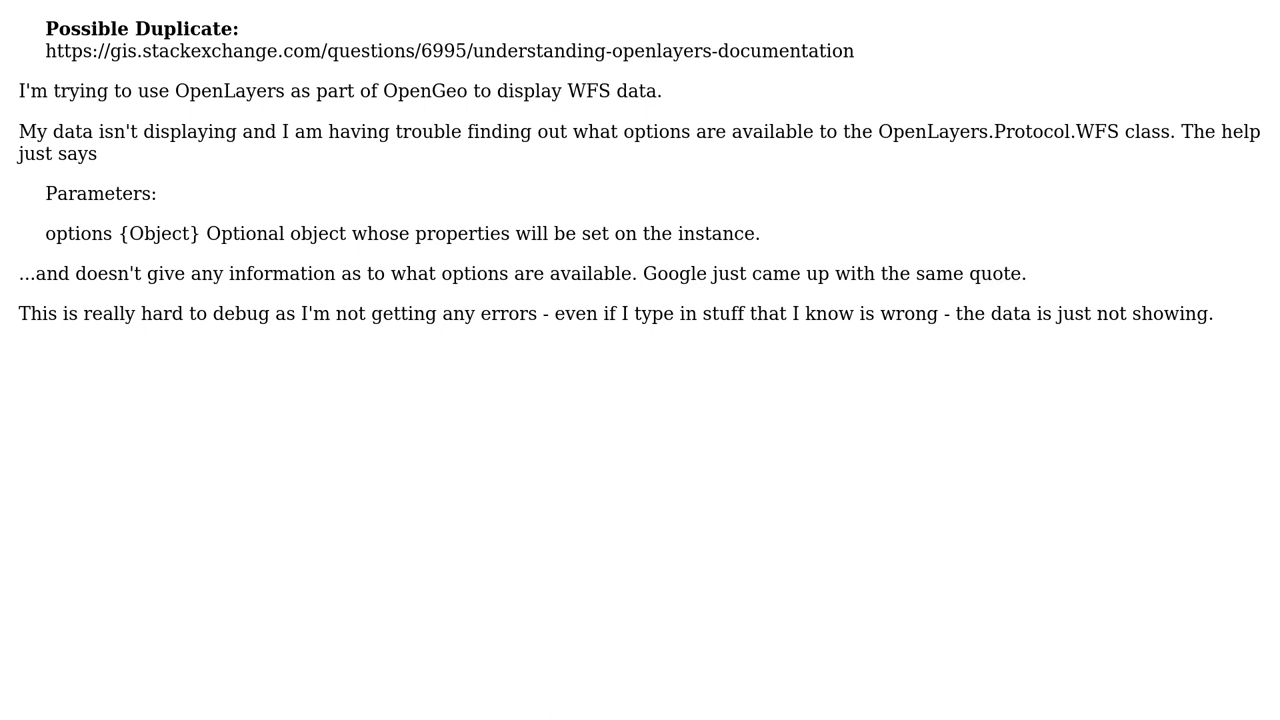 Possible Duplicate:
https://gis.stackexchange.com/questions/6995/understanding-openlayers-documentation
I'm trying to use OpenLayers as part of OpenGeo to display WFS data.
My data isn't displaying and I am having trouble finding out what options are available to the OpenLayers.Protocol.WFS class. The help
just says
Parameters:
options {Object} Optional object whose properties will be set on the instance.
...and doesn't give any information as to what options are available. Google just came up with the same quote.
This is really hard to debug as I'm not getting any errors - even if I type in stuff that I know is wrong - the data is just not showing.